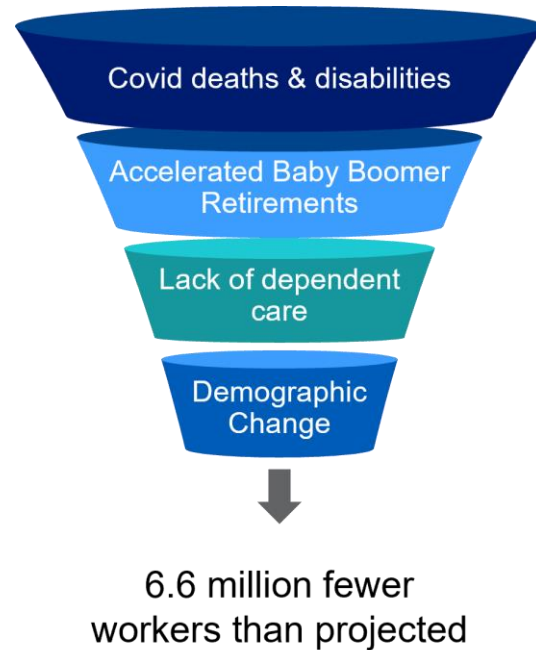 Covid deaths & disabilities
Accelerated Baby Boomer
Retirements
Lack of dependent
care
Demographic
Change
6.6 million fewer
workers than projected